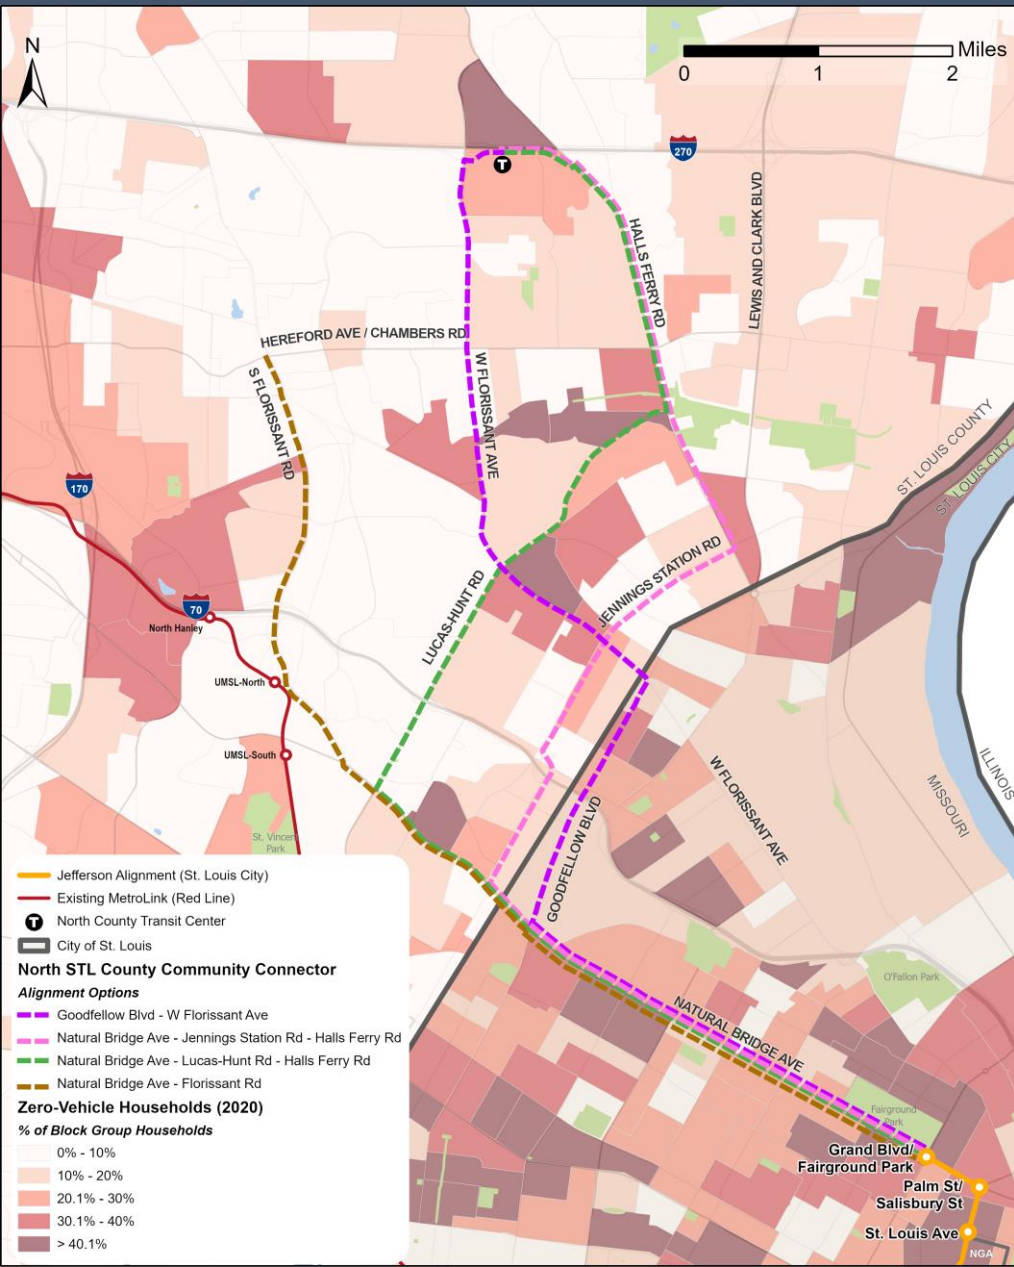 N
Miles
0 1 2
270
LEWIS AND CLARK BLVD
HALLS FERRY RD
HEREFORD AVE / CHAMBERS RD
S FLORISSANT RD
W FLORISSANT AVE
ST. LOUIS COUNTY
ST. LOUIS CITY
170
JENNINGS STATION RD
LUCAS-HUNT RD
70
North Hanley
UMSL-North
UMSL-South
ILLINOIS
MISSOURI
W FLORISSANT AVE
GOODFELLOW BLVD
St. Vincent
Park
O'Fallon Park
NATURAL BRIDGE AVE
Fairground
Park
Grand Blvd/
Fairground Park
Palm St/
Salisbury St
St. Louis Ave
NGA
Jefferson Alignment (St. Louis City)
Existing MetroLink (Red Line)
T North County Transit Center
City of St. Louis
North STL County Community Connector
Alignment Options
Goodfellow Blvd - W Florissant Ave
Natural Bridge Ave - Jennings Station Rd - Halls Ferry Rd
Natural Bridge Ave - Lucas-Hunt Rd - Halls Ferry Rd
Natural Bridge Ave - Florissant Rd
Zero-Vehicle Households (2020)
% of Block Group Households
0% - 10%
10% - 20%
20.1% - 30%
30.1% - 40%
> 40.1%
T